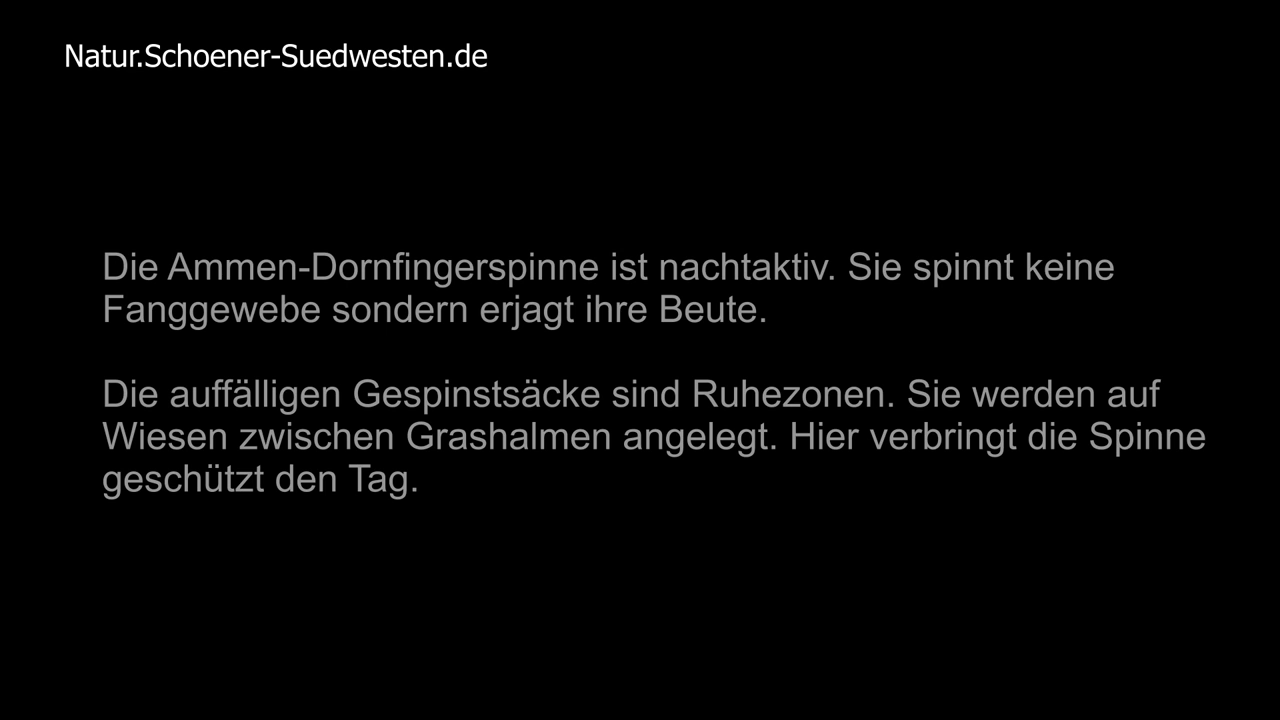 Natur.Schoener-Suedwesten.de
Die Ammen-Dornfingerspinne ist nachtaktiv. Sie spinnt keine
Fanggewebe sondern erjagt ihre Beute.
Die auffälligen Gespinstsäcke sind Ruhezonen. Sie werden auf
Wiesen zwischen Grashalmen angelegt. Hier verbringt die Spinne
geschützt den Tag.